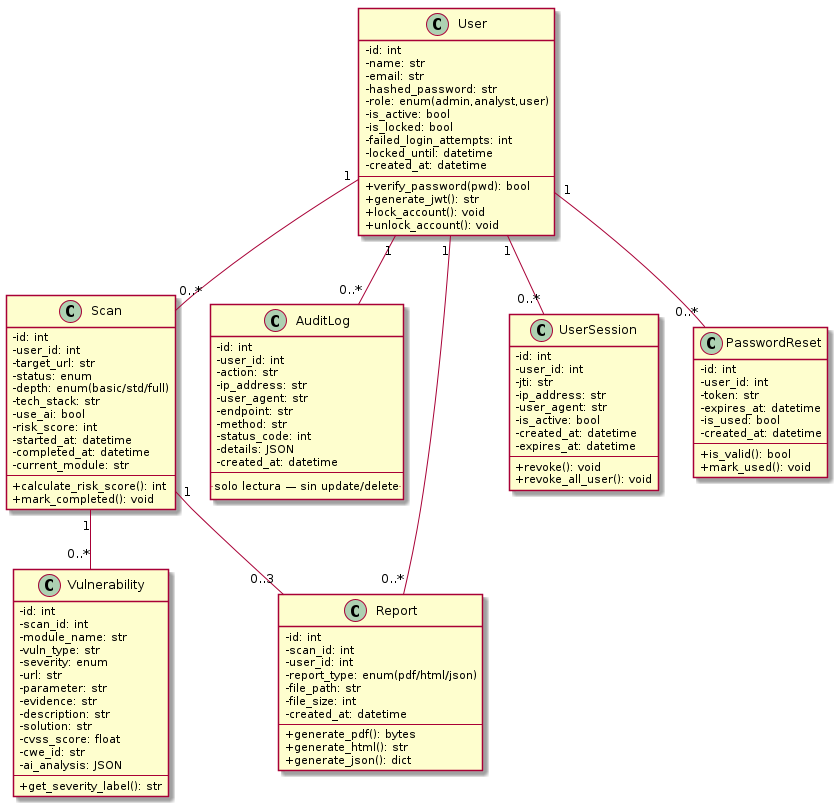 C User
-id: int
-name: str
-email: str
-hashed_password: str
-role: enum(admin,analyst,user)
-is_active: bool
-is_locked: bool
-failed_login_attempts: int
-locked_until: datetime
-created_at: datetime
+verify_password(pwd): bool
+generate_jwt(): str
+lock_account(): void
+unlock_account(): void
1
1
1
1
1
0..*
0..*
0..*
0..*
C Scan
-id: int
-user_id: int
-target_url: str
-status: enum
-depth: enum(basic/std/full)
-tech_stack: str
-use_ai: bool
-risk_score: int
-started_at: datetime
-completed_at: datetime
-current_module: str
+calculate_risk_score(): int
+mark_completed(): void
C AuditLog
-id: int
-user_id: int
-action: str
-ip_address: str
-user_agent: str
-endpoint: str
-method: str
-status_code: int
-details: JSON
-created_at: datetime
solo lectura — sin update/delete
C UserSession
-id: int
-user_id: int
-jti: str
-ip_address: str
-user_agent: str
-is_active: bool
-created_at: datetime
-expires_at: datetime
+revoke(): void
+revoke_all_user(): void
C PasswordReset
-id: int
-user_id: int
-token: str
-expires_at: datetime
-is_used: bool
-created_at: datetime
+is_valid(): bool
+mark_used(): void
1
1
0..*
0..3
0..*
C Vulnerability
-id: int
-scan_id: int
-module_name: str
-vuln_type: str
-severity: enum
-url: str
-parameter: str
-evidence: str
-description: str
-solution: str
-cvss_score: float
-cwe_id: str
-ai_analysis: JSON
+get_severity_label(): str
C Report
-id: int
-scan_id: int
-user_id: int
-report_type: enum(pdf/html/json)
-file_path: str
-file_size: int
-created_at: datetime
+generate_pdf(): bytes
+generate_html(): str
+generate_json(): dict